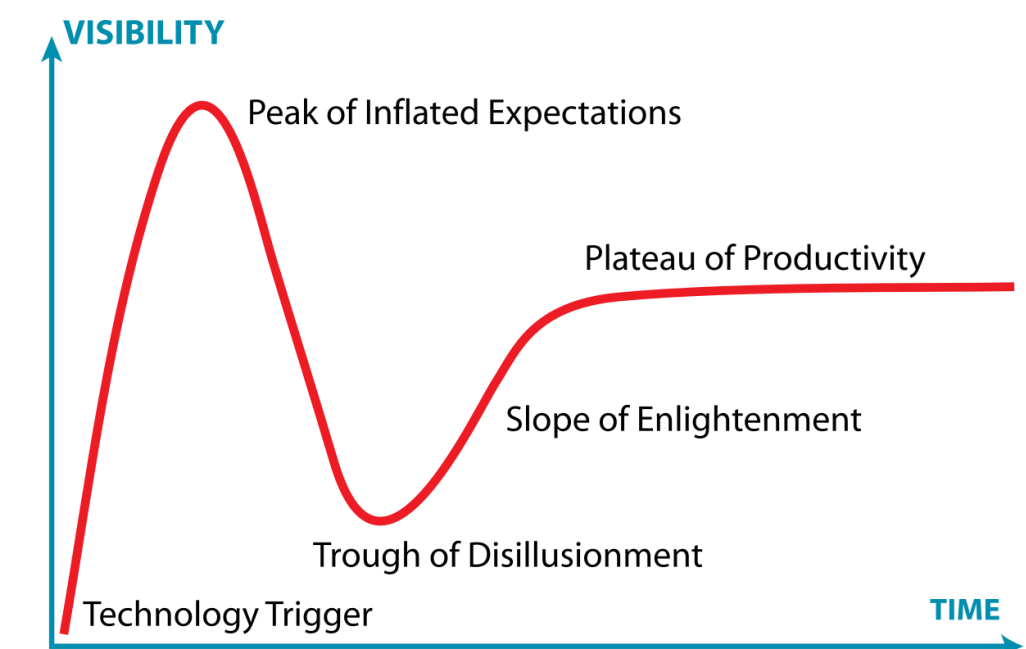 VISIBILITY
Peak of Inflated Expectations
Plateau of Productivity
Slope of Enlightenment
Trough of Disillusionment
Technology Trigger
TIME